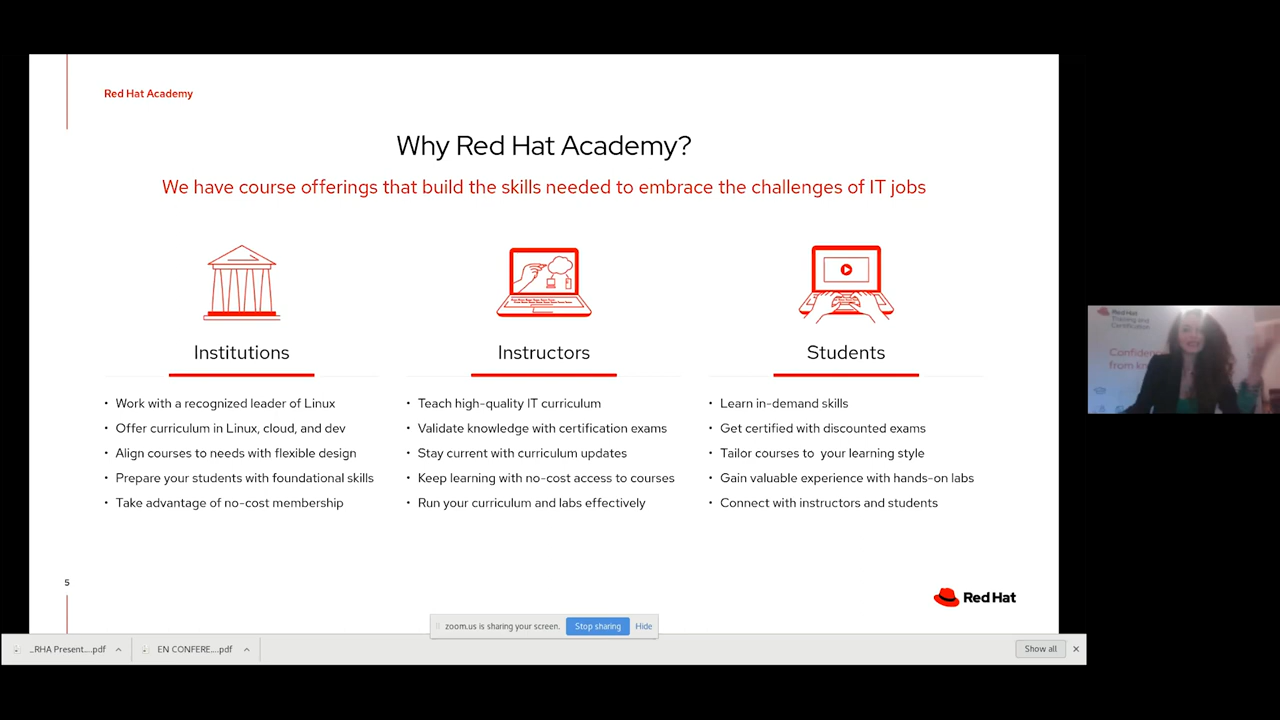 Red Hat Academy
Why Red Hat Academy?
We have course offerings that build the skills needed to embrace the challenges of IT jobs
Institutions
• Work with a recognized leader of Linux
• Offer curriculum in Linux, cloud, and dev
• Align courses to needs with flexible design
• Prepare your students with foundational skills
• Take advantage of no-cost membership
Instructors
• Teach high-quality IT curriculum
• Validate knowledge with certification exams
• Stay current with curriculum updates
• Keep learning with no-cost access to courses
• Run your curriculum and labs effectively
Students
• Learn in-demand skills
• Get certified with discounted exams
• Tailor courses to  your learning style
• Gain valuable experience with hands-on labs
• Connect with instructors and students
5
Red Hat
zoom.us is sharing your screen.
Stop sharing
Hide
_RHA Present....pdf
EN CONFERE....pdf
Show all
Red Hat
Training and
Certification
from